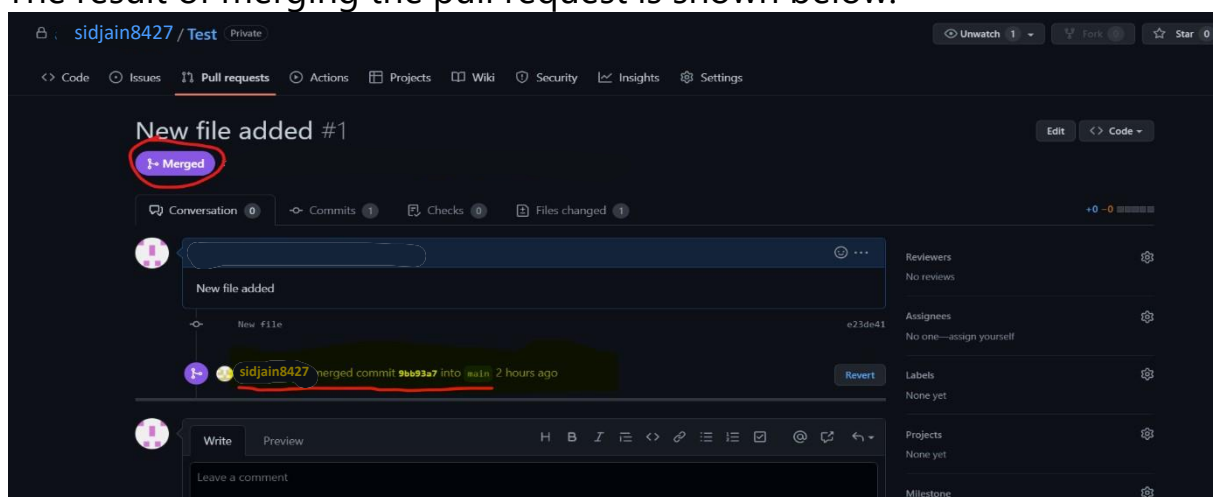 The result of merging the pull request is shown below.
sidjain8427 / Test Private
Unwatch 1 Fork 0 Star 0
<> Code Issues Pull requests Actions Projects Wiki Security Insights Settings
New file added #1
Edit <> Code
Merged
Conversation 0 Commits 1 Checks 0 Files changed 1
+0 −0
Reviewers
No reviews
New file added
New file e23de41
Assignees
No one—assign yourself
sidjain8427 merged commit 9bb93a7 into main 2 hours ago
Revert
Labels
None yet
Projects
None yet
Write Preview
H B I <> @
Leave a comment
Milestone